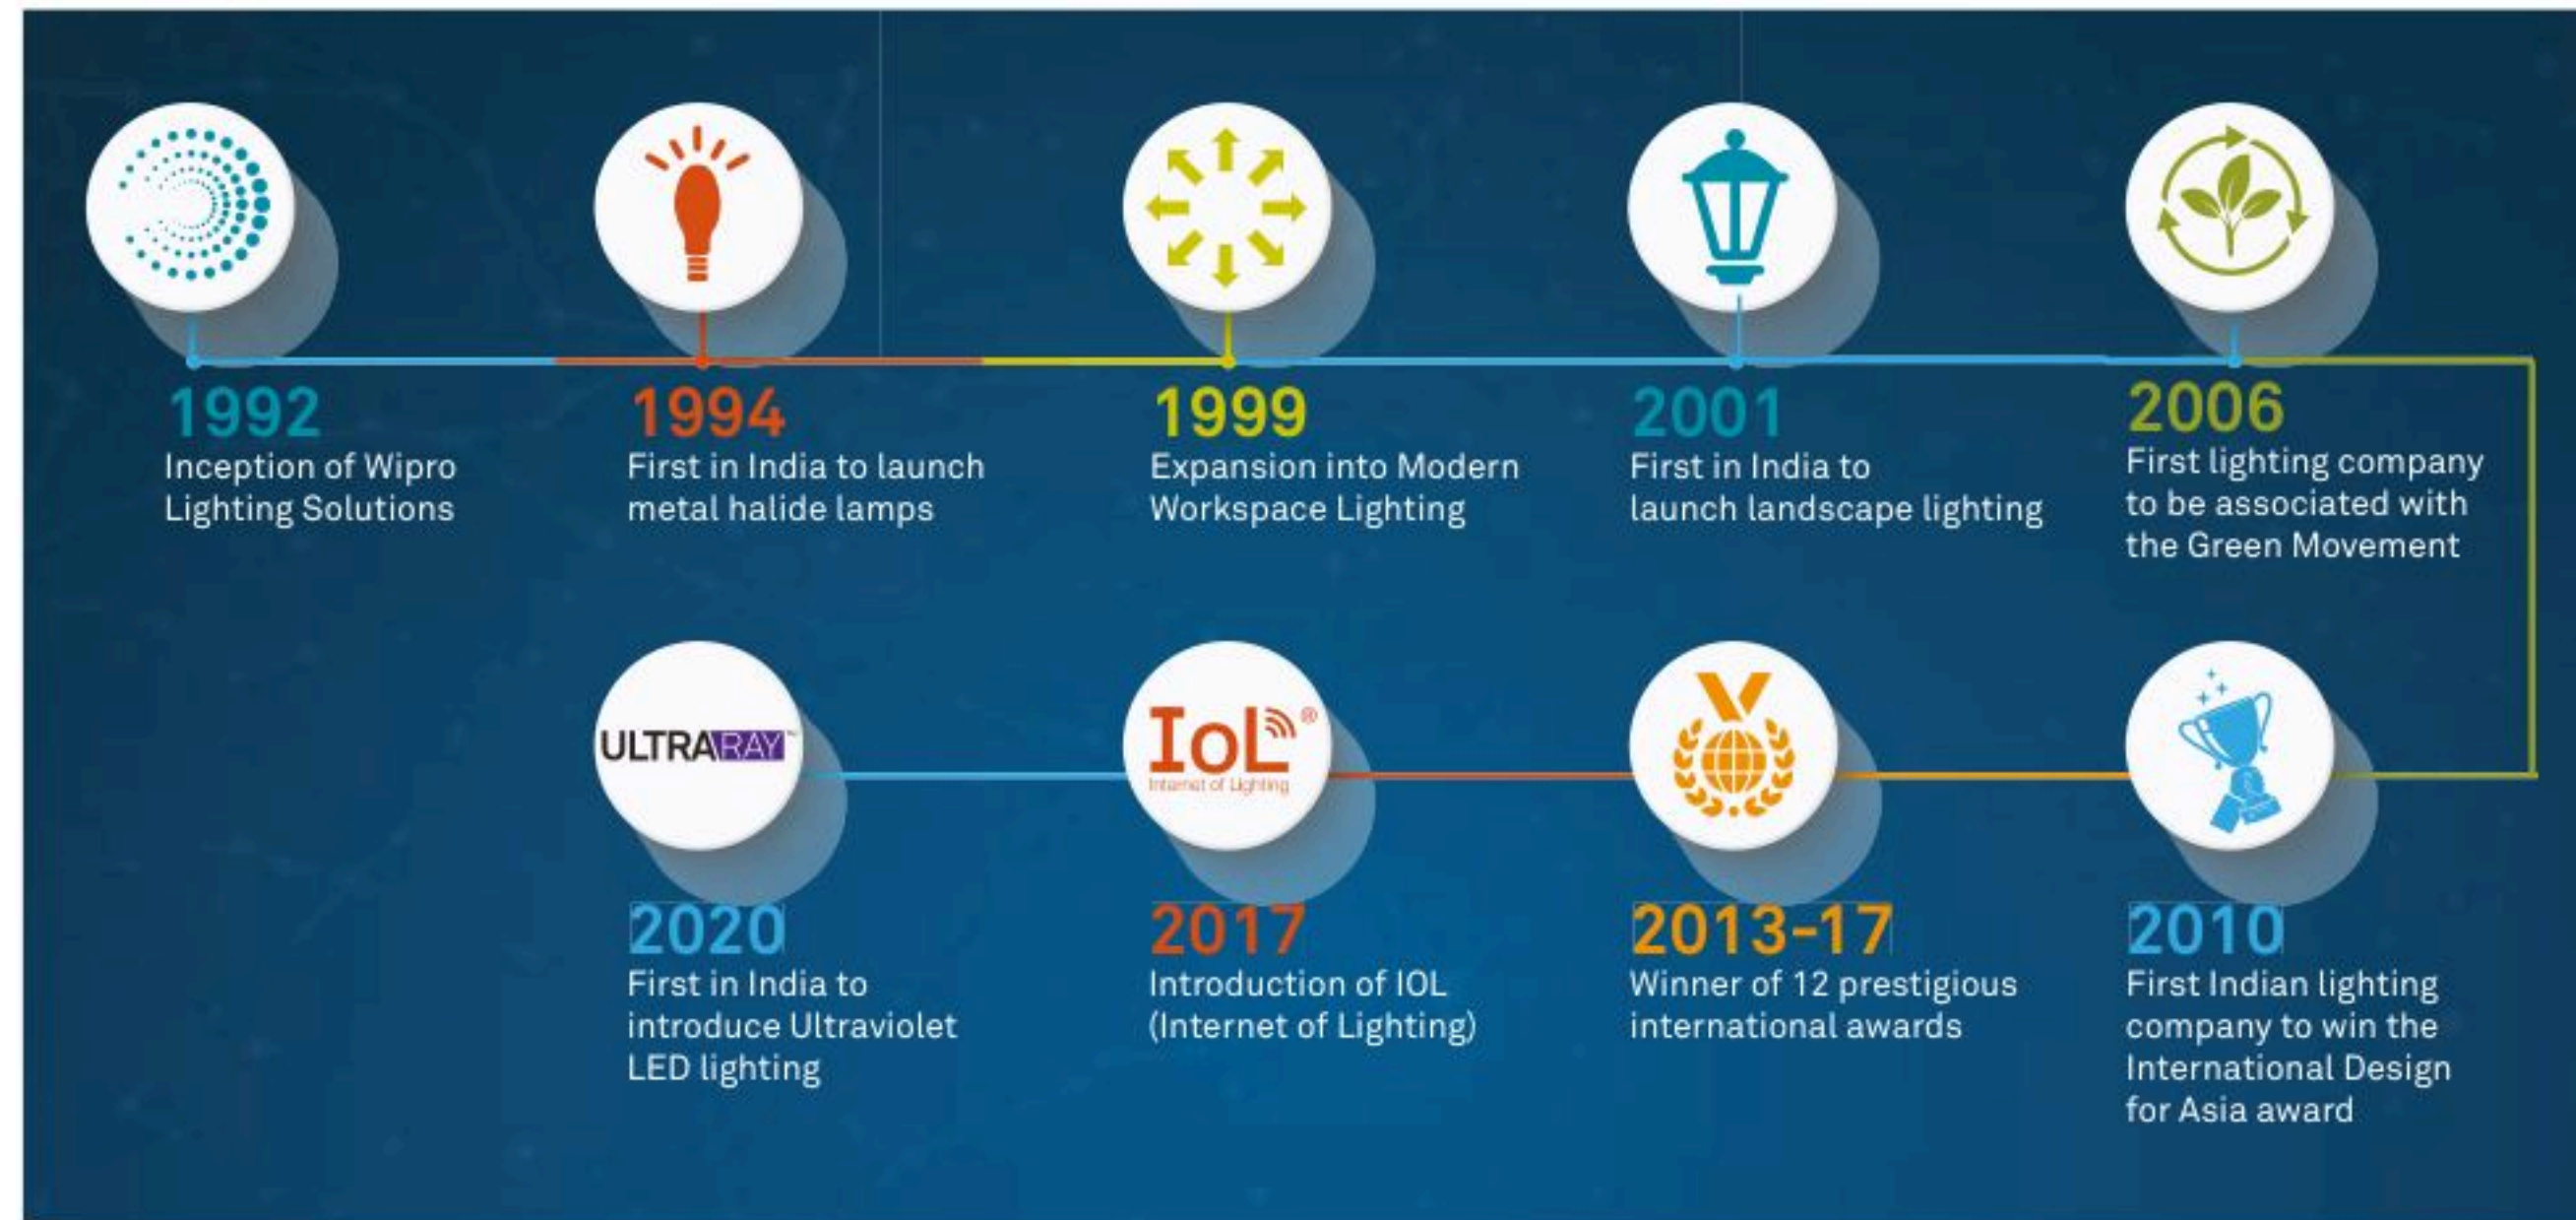 1992
Inception of Wipro
Lighting Solutions
1994
First in India to launch
metal halide lamps
1999
Expansion into Modern
Workspace Lighting
2001
First in India to
launch landscape lighting
2006
First lighting company
to be associated with
the Green Movement
ULTRARAY™
2020
First in India to
introduce Ultraviolet
LED lighting
IoL®
Internet of Lighting
2017
Introduction of IOL
(Internet of Lighting)
2013-17
Winner of 12 prestigious
international awards
2010
First Indian lighting
company to win the
International Design
for Asia award